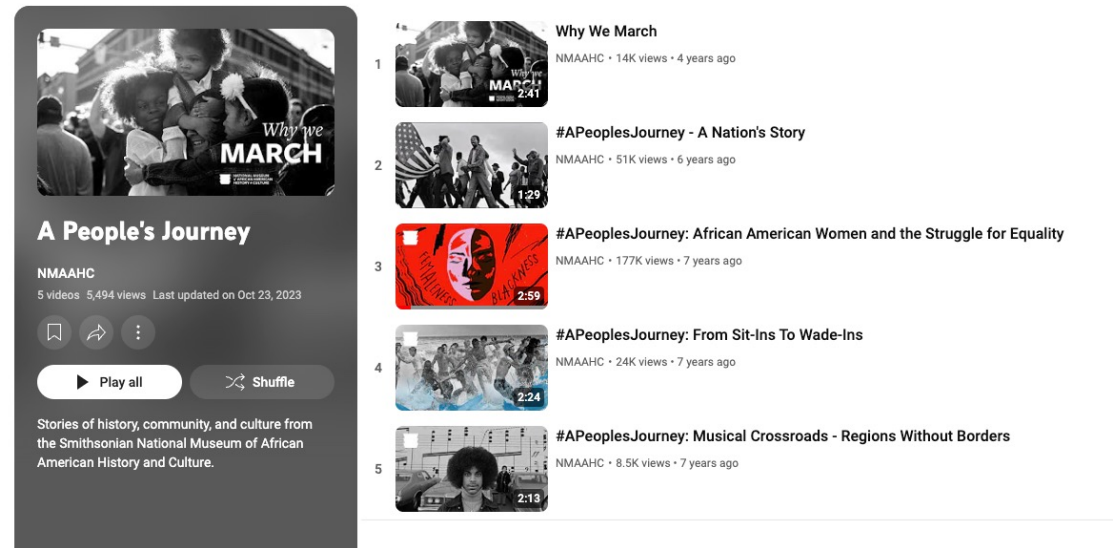 Why we
MARCH
A People's Journey
NMAAHC
5 videos 5,494 views Last updated on Oct 23, 2023
Play all
Shuffle
Stories of history, community, and culture from
the Smithsonian National Museum of African
American History and Culture.
1
Why we
MARCH
2:41
Why We March
NMAAHC • 14K views • 4 years ago
2
1:29
#APeoplesJourney - A Nation's Story
NMAAHC • 51K views • 6 years ago
3
FEMALENESS
BLACKNESS
2:59
#APeoplesJourney: African American Women and the Struggle for Equality
NMAAHC • 177K views • 7 years ago
4
2:24
#APeoplesJourney: From Sit-Ins To Wade-Ins
NMAAHC • 24K views • 7 years ago
5
2:13
#APeoplesJourney: Musical Crossroads - Regions Without Borders
NMAAHC • 8.5K views • 7 years ago